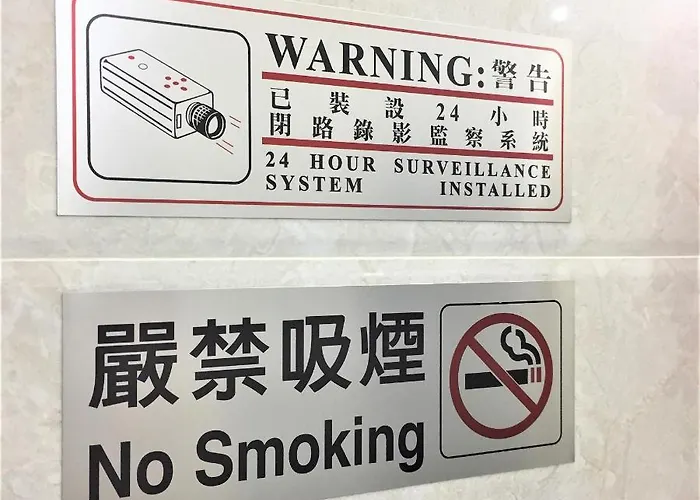 WARNING:警告
已裝設24小時
閉路錄影監察系統
24 HOUR SURVEILLANCE
SYSTEM INSTALLED
嚴禁吸煙
No Smoking